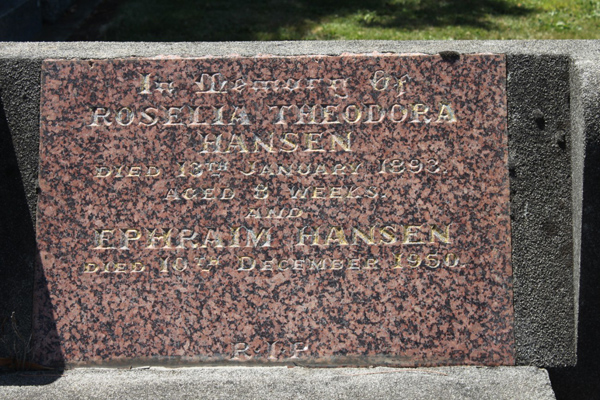 In Memory of
ROSELIA THEODORA
HANSEN
DIED 13TH JANUARY 1893.
AGED 8 WEEKS.
AND
EPHRAIM HANSEN
DIED 10TH DECEMBER 1950.
R.I.P.